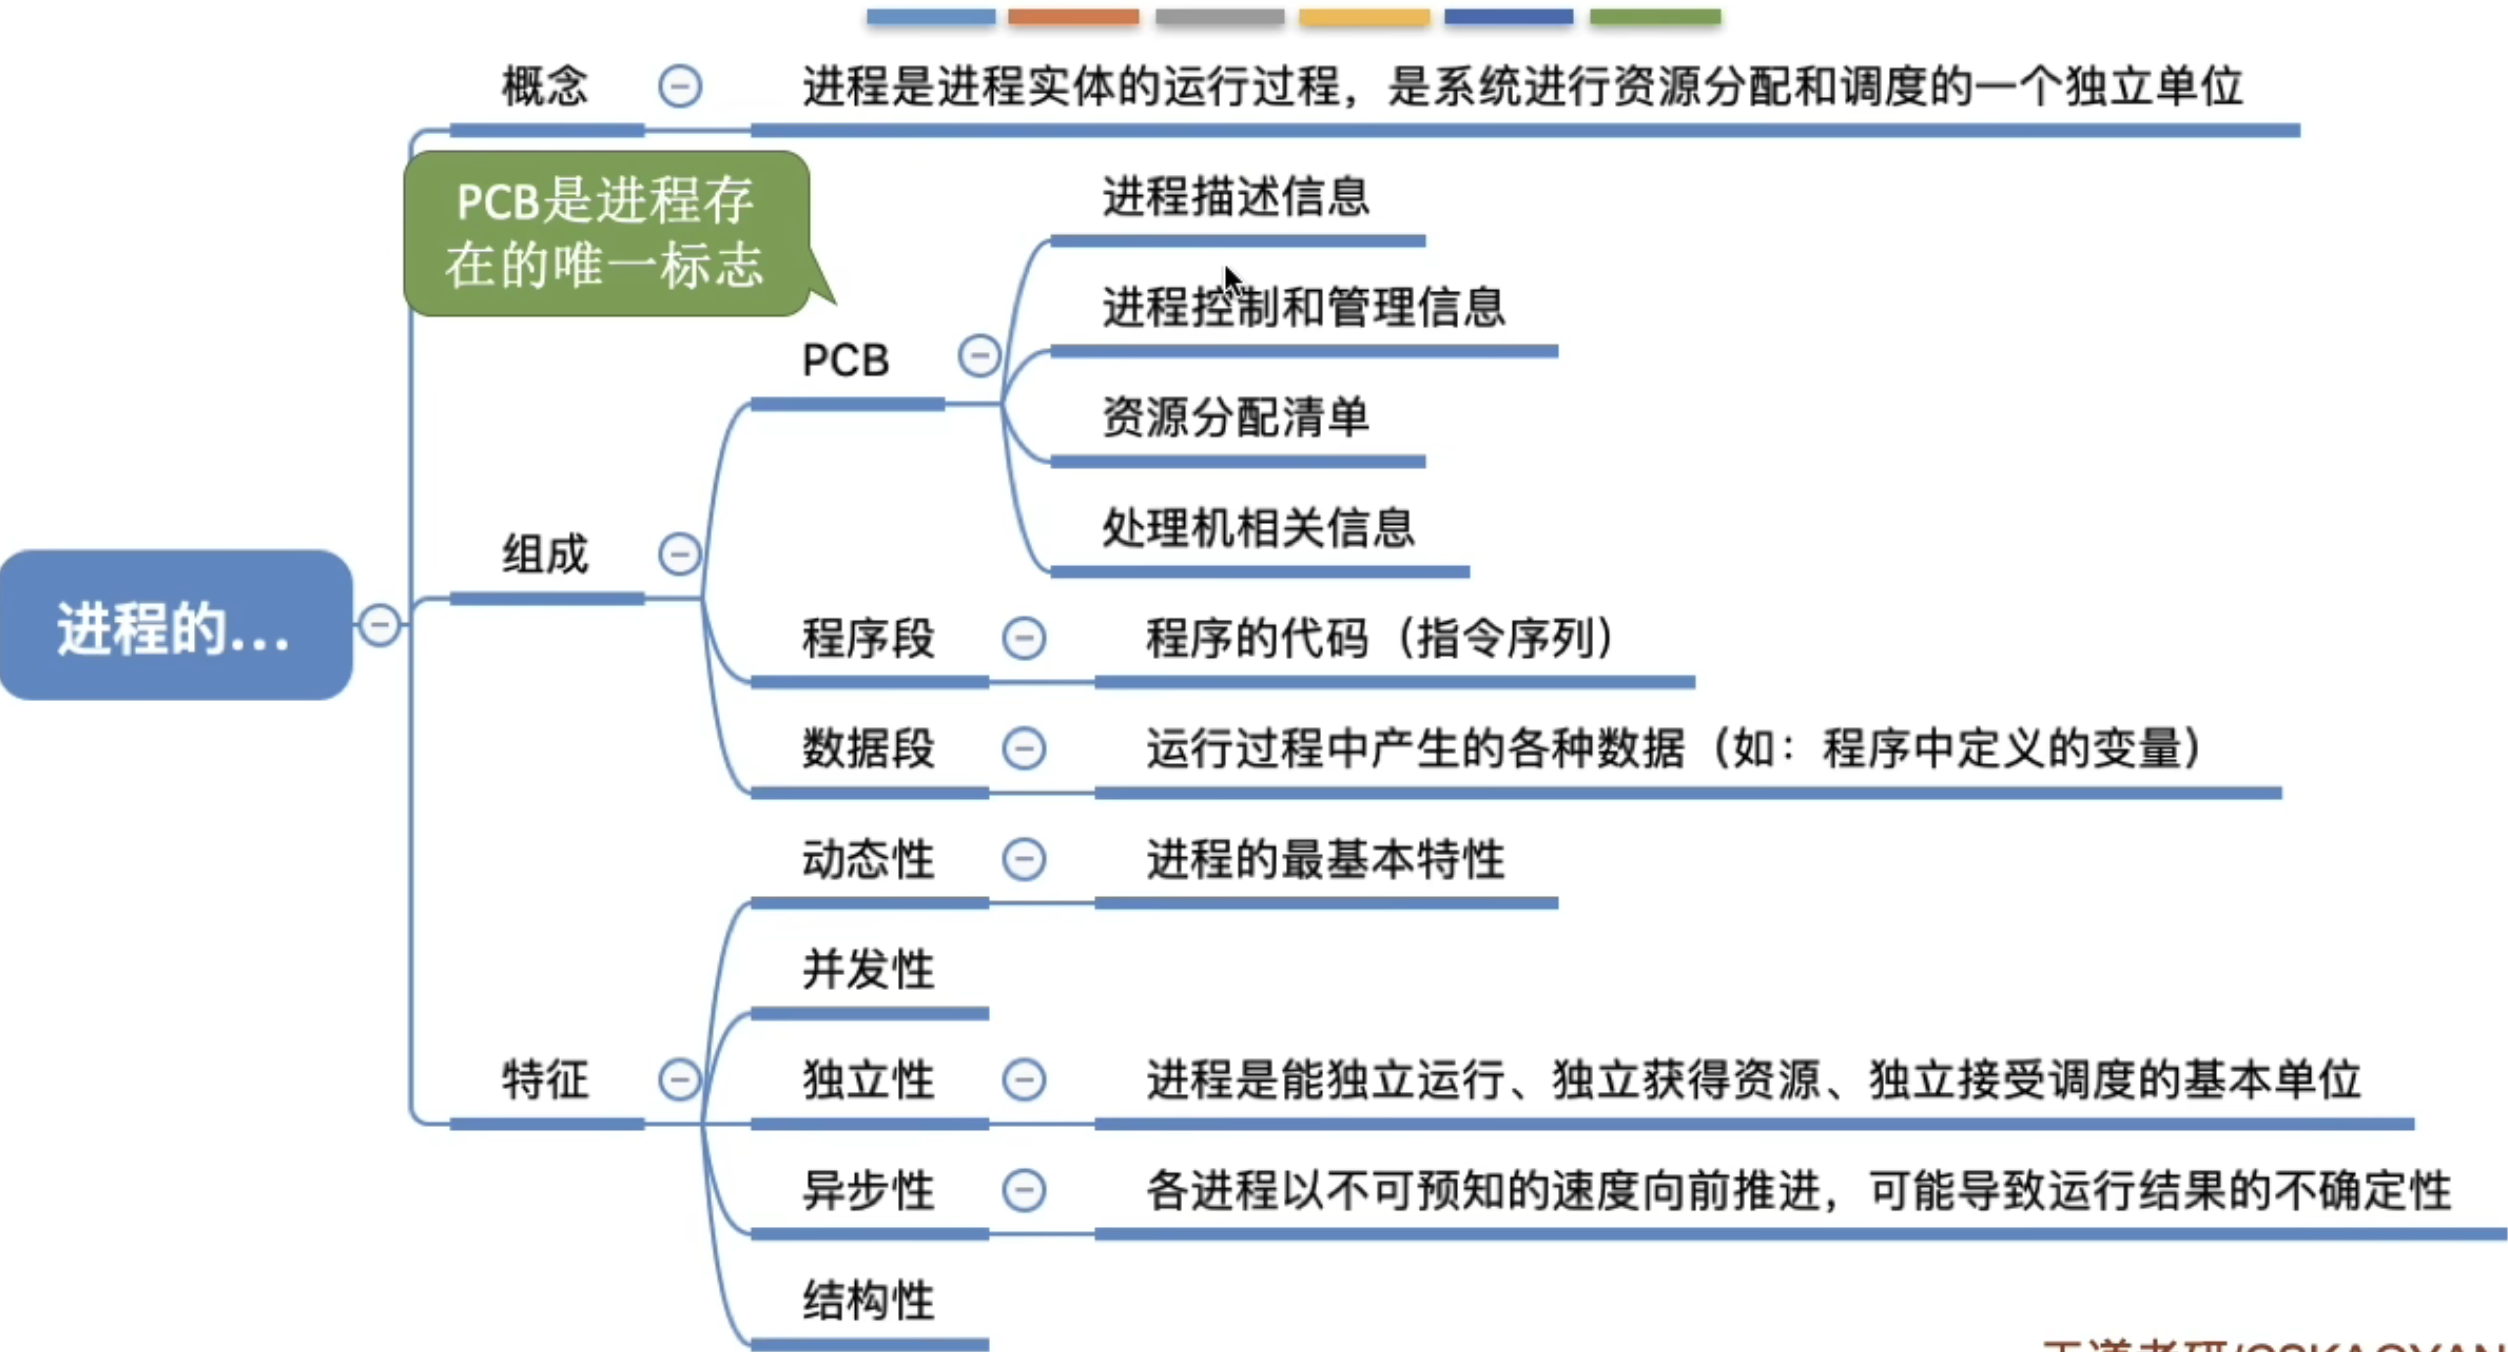 概念
进程是进程实体的运行过程，是系统进行资源分配和调度的一个独立单位
PCB是进程存
在的唯一标志
进程描述信息
进程控制和管理信息
PCB
资源分配清单
处理机相关信息
组成
进程的...
程序段
程序的代码（指令序列）
数据段
运行过程中产生的各种数据（如：程序中定义的变量）
动态性
进程的最基本特性
并发性
特征
独立性
进程是能独立运行、独立获得资源、独立接受调度的基本单位
异步性
各进程以不可预知的速度向前推进，可能导致运行结果的不确定性
结构性